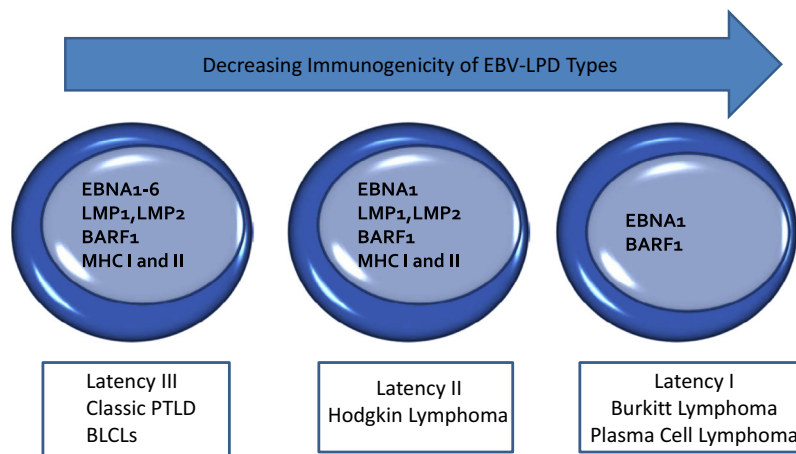 Decreasing Immunogenicity of EBV-LPD Types
EBNA1-6
LMP1,LMP2
BARF1
MHC I and II
EBNA1
LMP1,LMP2
BARF1
MHC I and II
EBNA1
BARF1
Latency III
Classic PTLD
BLCLs
Latency II
Hodgkin Lymphoma
Latency I
Burkitt Lymphoma
Plasma Cell Lymphoma